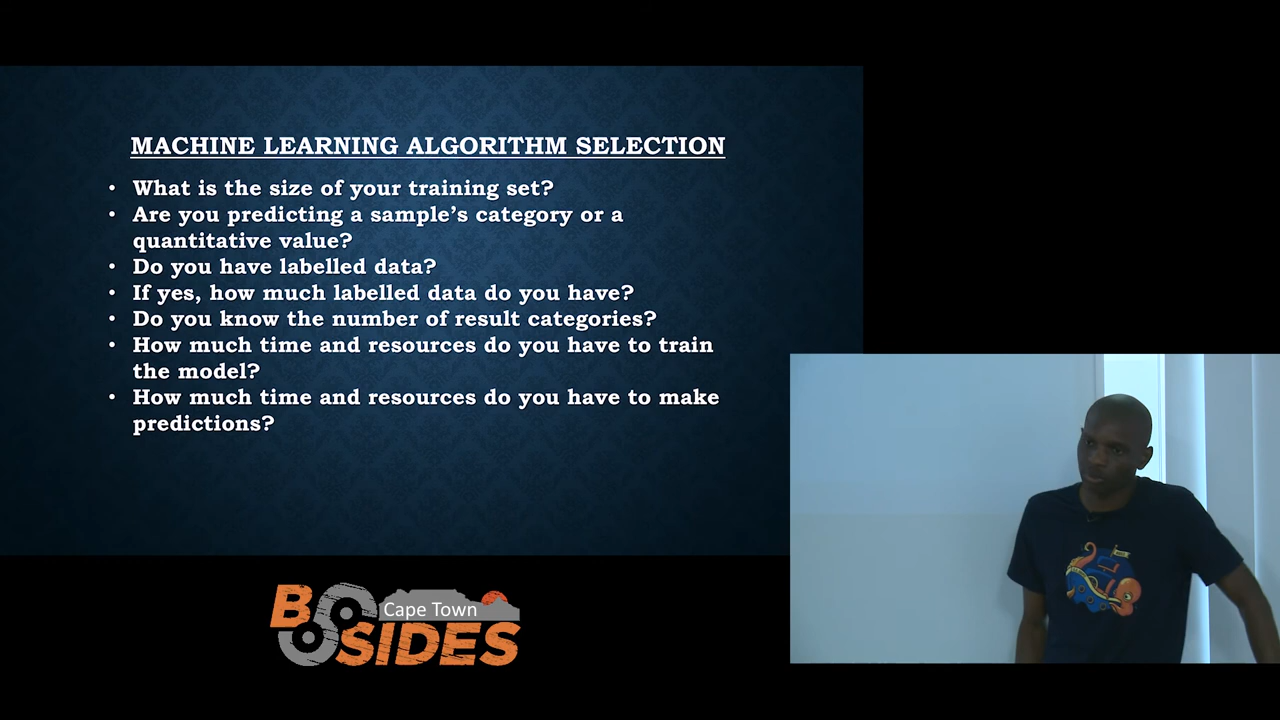 MACHINE LEARNING ALGORITHM SELECTION
• What is the size of your training set?
• Are you predicting a sample’s category or a
quantitative value?
• Do you have labelled data?
• If yes, how much labelled data do you have?
• Do you know the number of result categories?
• How much time and resources do you have to train
the model?
• How much time and resources do you have to make
predictions?
B
Cape Town
SIDES